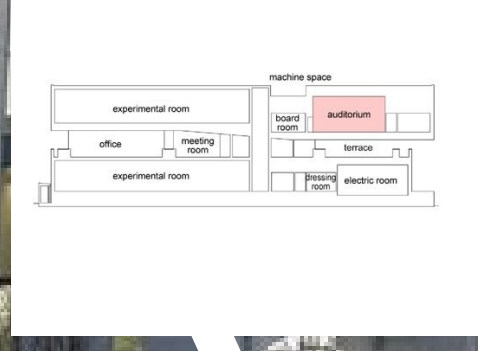 machine space
experimental room
auditorium
board
room
office
meeting
room
terrace
experimental room
dressing
room
electric room